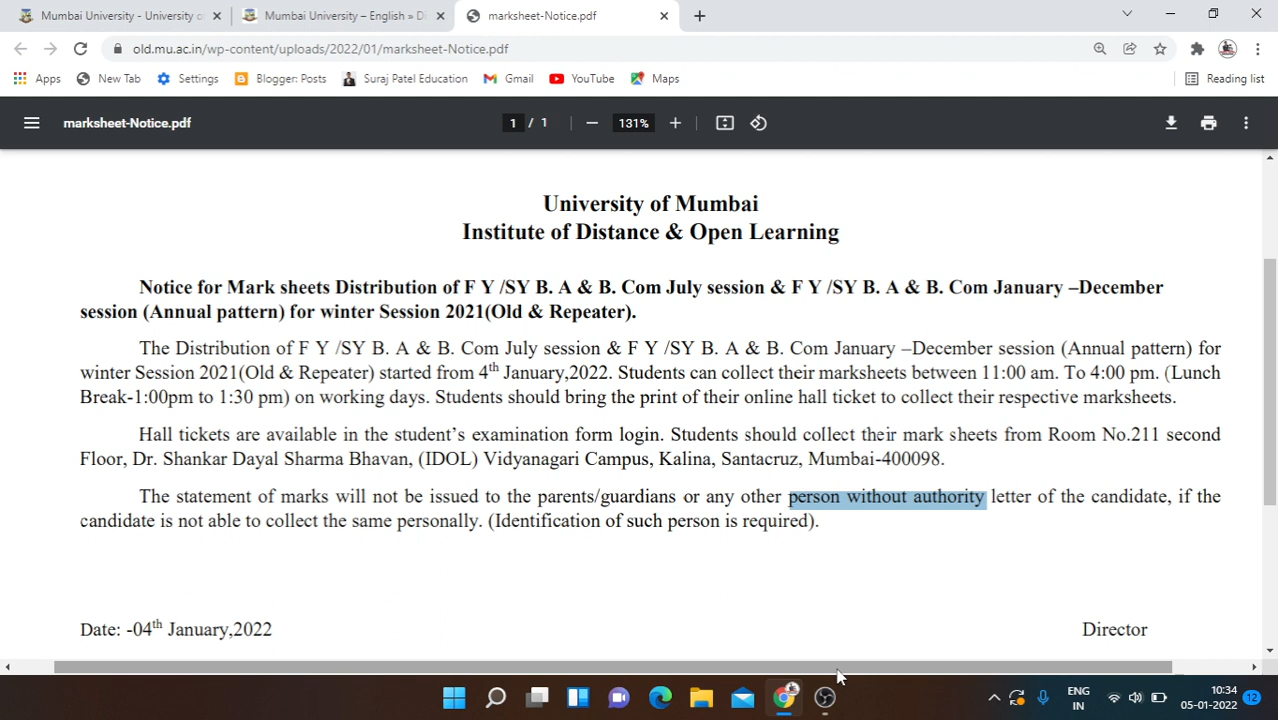 Mumbai University - University o
Mumbai University – English » Di
marksheet-Notice.pdf
old.mu.ac.in/wp-content/uploads/2022/01/marksheet-Notice.pdf
Apps
New Tab
Settings
Blogger: Posts
Suraj Patel Education
Gmail
YouTube
Maps
Reading list
marksheet-Notice.pdf
1 / 1
131%
University of Mumbai
Institute of Distance & Open Learning
Notice for Mark sheets Distribution of F Y /SY B. A & B. Com July session & F Y /SY B. A & B. Com January –December
session (Annual pattern) for winter Session 2021(Old & Repeater).
The Distribution of F Y /SY B. A & B. Com July session & F Y /SY B. A & B. Com January –December session (Annual pattern) for
winter Session 2021(Old & Repeater) started from 4th January,2022. Students can collect their marksheets between 11:00 am. To 4:00 pm. (Lunch
Break-1:00pm to 1:30 pm) on working days. Students should bring the print of their online hall ticket to collect their respective marksheets.
Hall tickets are available in the student's examination form login. Students should collect their mark sheets from Room No.211 second
Floor, Dr. Shankar Dayal Sharma Bhavan, (IDOL) Vidyanagari Campus, Kalina, Santacruz, Mumbai-400098.
The statement of marks will not be issued to the parents/guardians or any other person without authority letter of the candidate, if the
candidate is not able to collect the same personally. (Identification of such person is required).
Date: -04th January,2022
Director
ENG
IN
10:34
05-01-2022
12